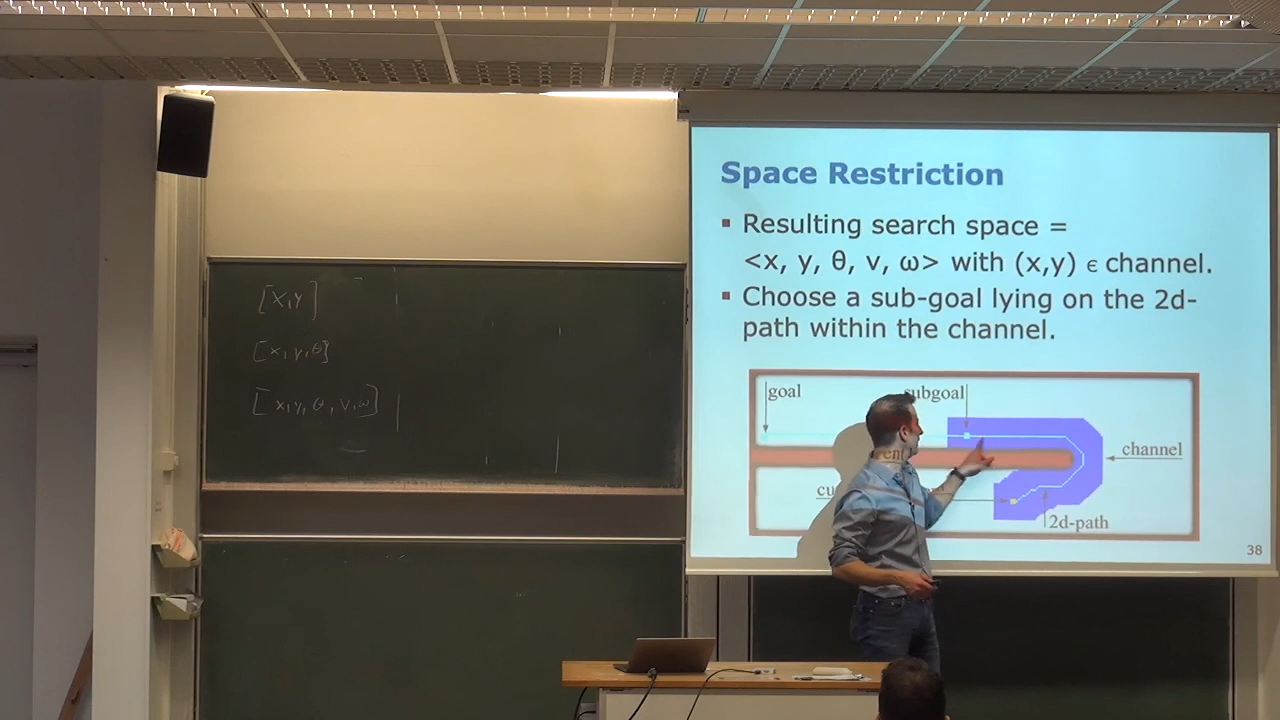 [x,y]
[x,y,θ]
[x,y,θ,v,ω]
Space Restriction
▪ Resulting search space =
<x, y, θ, v, ω> with (x,y) ϵ channel.
▪ Choose a sub-goal lying on the 2d-
path within the channel.
goal
subgoal
channel
2d-path
38